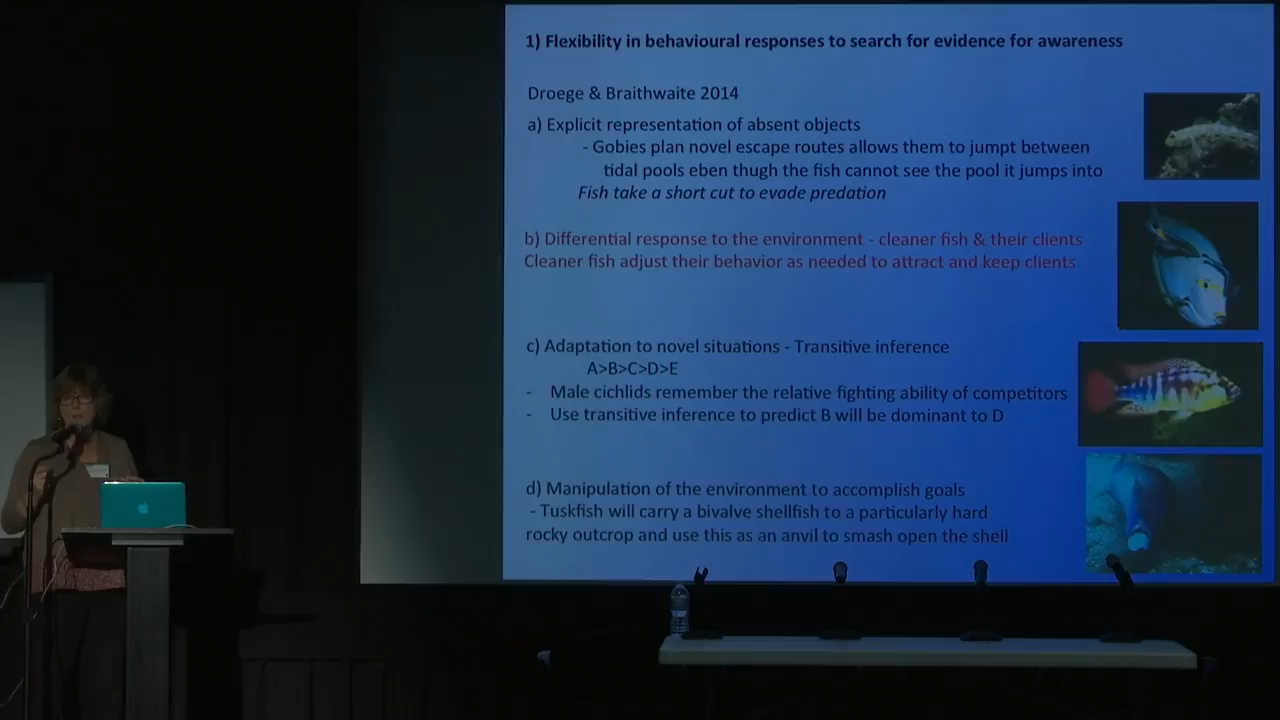 1) Flexibility in behavioural responses to search for evidence for awareness
Droege & Braithwaite 2014
a) Explicit representation of absent objects
- Gobies plan novel escape routes allows them to jumpt between
tidal pools eben thugh the fish cannot see the pool it jumps into
Fish take a short cut to evade predation
b) Differential response to the environment - cleaner fish & their clients
Cleaner fish adjust their behavior as needed to attract and keep clients
c) Adaptation to novel situations - Transitive inference
A>B>C>D>E
- Male cichlids remember the relative fighting ability of competitors
- Use transitive inference to predict B will be dominant to D
d) Manipulation of the environment to accomplish goals
- Tuskfish will carry a bivalve shellfish to a particularly hard
rocky outcrop and use this as an anvil to smash open the shell